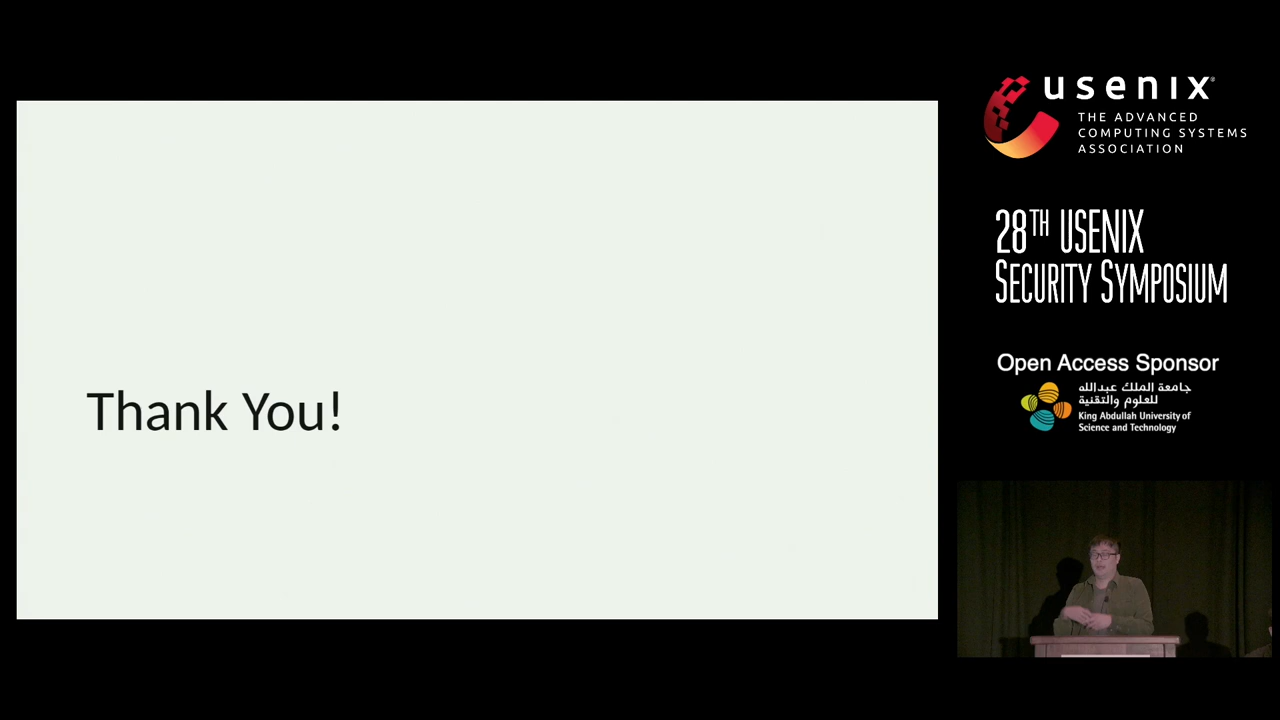 Thank You!
usenix
THE ADVANCED
COMPUTING SYSTEMS
ASSOCIATION
28TH USENIX
SECURITY SYMPOSIUM
Open Access Sponsor
جامعة الملك عبدالله
للعلوم والتقنية
King Abdullah University of
Science and Technology